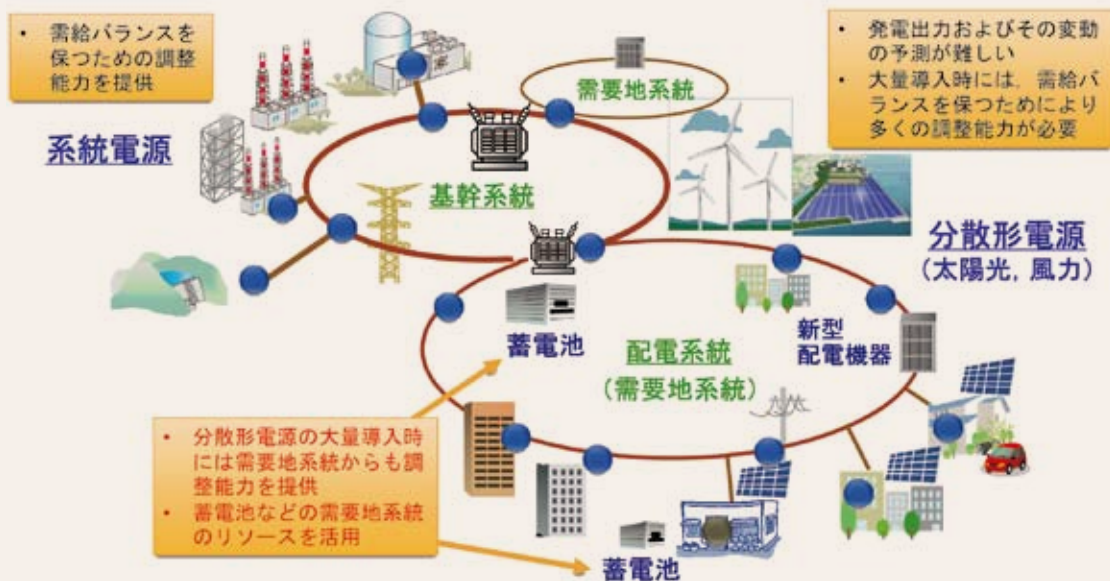 ・ 需給バランスを
保つための調整
能力を提供
・ 発電出力およびその変動
の予測が難しい
・ 大量導入時には，需給バ
ランスを保つためにより
多くの調整能力が必要
系統電源
需要地系統
基幹系統
分散形電源
（太陽光，風力）
新型
配電機器
蓄電池
配電系統
（需要地系統）
・ 分散形電源の大量導入時
には需要地系統からも調
整能力を提供
・ 蓄電池などの需要地系統
のリソースを活用
蓄電池